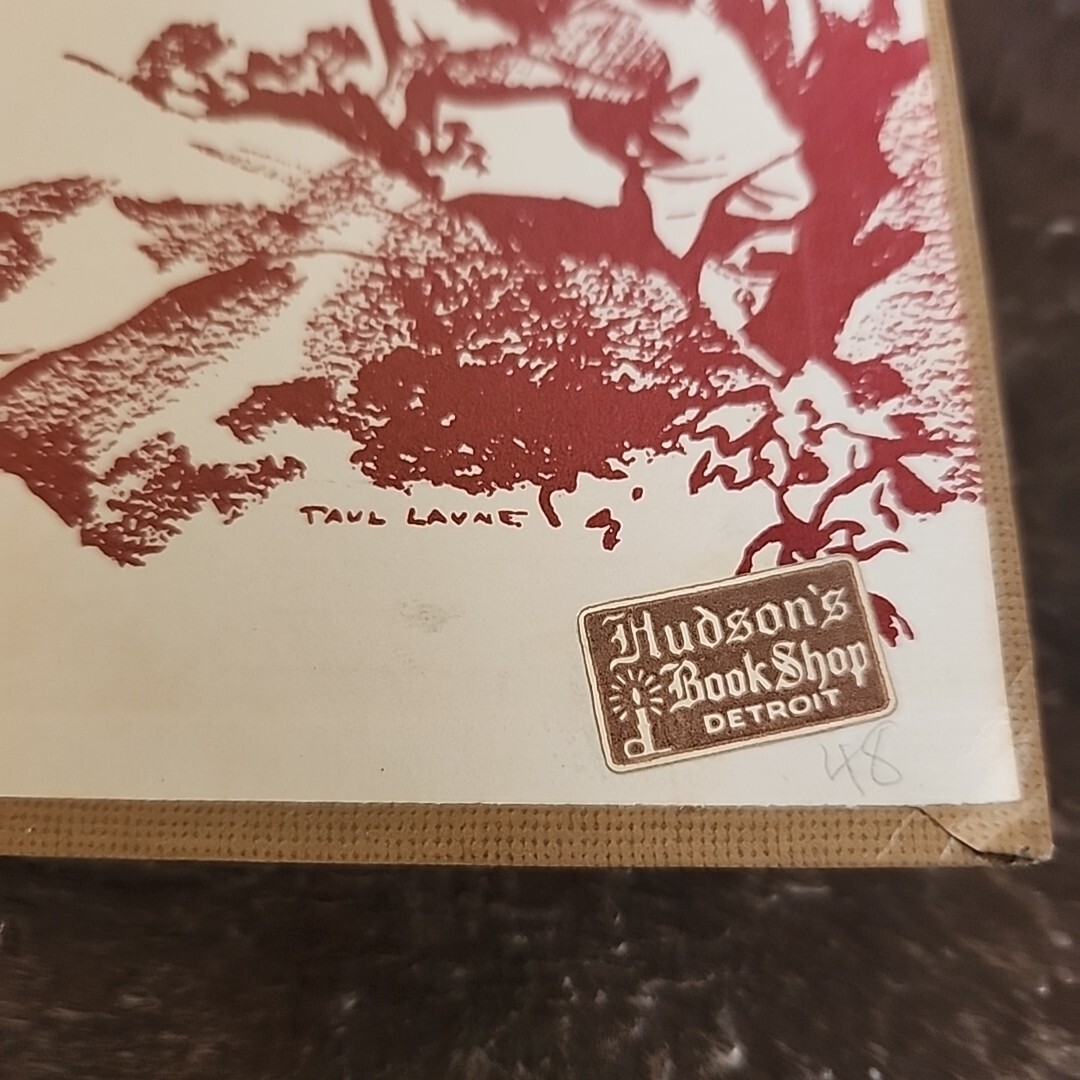 PAUL LAUNE
Hudson's
Book Shop
DETROIT
48